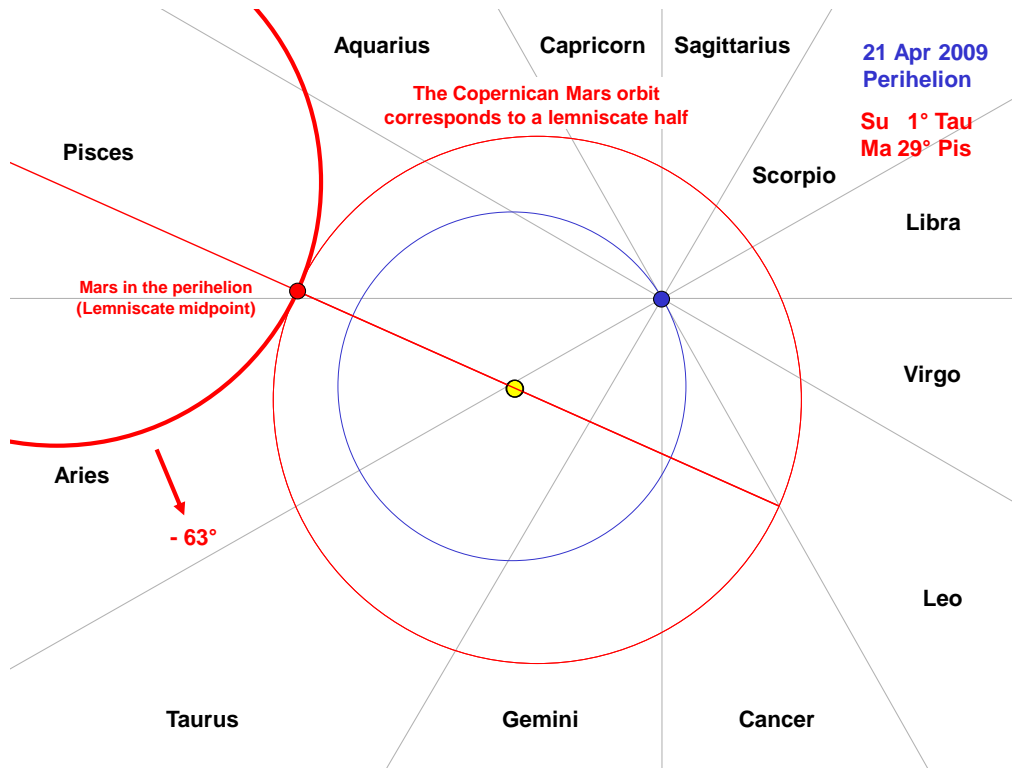 Aquarius
Capricorn
Sagittarius
21 Apr 2009
Perihelion
The Copernican Mars orbit
corresponds to a lemniscate half
Su 1° Tau
Ma 29° Pis
Pisces
Scorpio
Libra
Mars in the perihelion
(Lemniscate midpoint)
Virgo
Aries
- 63°
Leo
Taurus
Gemini
Cancer